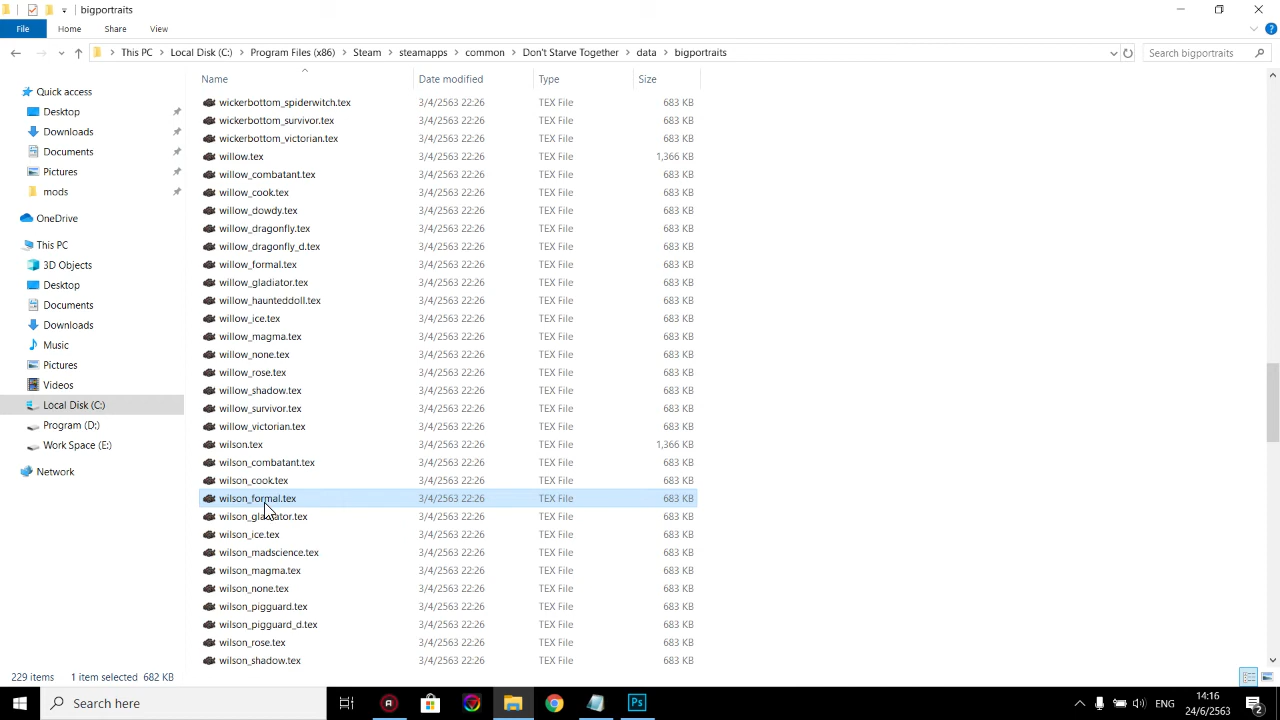 bigportraits
File
Home
Share
View
This PC
Local Disk (C:)
Program Files (x86)
Steam
steamapps
common
Don't Starve Together
data
bigportraits
Search bigportraits
Name
Date modified
Type
Size
Quick access
Desktop
Downloads
Documents
Pictures
mods
OneDrive
This PC
3D Objects
Desktop
Documents
Downloads
Music
Pictures
Videos
Local Disk (C:)
Program (D:)
Work Space (E:)
Network
wickerbottom_spiderwitch.tex 3/4/2563 22:26 TEX File 683 KB
wickerbottom_survivor.tex 3/4/2563 22:26 TEX File 683 KB
wickerbottom_victorian.tex 3/4/2563 22:26 TEX File 683 KB
willow.tex 3/4/2563 22:26 TEX File 1,366 KB
willow_combatant.tex 3/4/2563 22:26 TEX File 683 KB
willow_cook.tex 3/4/2563 22:26 TEX File 683 KB
willow_dowdy.tex 3/4/2563 22:26 TEX File 683 KB
willow_dragonfly.tex 3/4/2563 22:26 TEX File 683 KB
willow_dragonfly_d.tex 3/4/2563 22:26 TEX File 683 KB
willow_formal.tex 3/4/2563 22:26 TEX File 683 KB
willow_gladiator.tex 3/4/2563 22:26 TEX File 683 KB
willow_haunteddoll.tex 3/4/2563 22:26 TEX File 683 KB
willow_ice.tex 3/4/2563 22:26 TEX File 683 KB
willow_magma.tex 3/4/2563 22:26 TEX File 683 KB
willow_none.tex 3/4/2563 22:26 TEX File 683 KB
willow_rose.tex 3/4/2563 22:26 TEX File 683 KB
willow_shadow.tex 3/4/2563 22:26 TEX File 683 KB
willow_survivor.tex 3/4/2563 22:26 TEX File 683 KB
willow_victorian.tex 3/4/2563 22:26 TEX File 683 KB
wilson.tex 3/4/2563 22:26 TEX File 1,366 KB
wilson_combatant.tex 3/4/2563 22:26 TEX File 683 KB
wilson_cook.tex 3/4/2563 22:26 TEX File 683 KB
wilson_formal.tex 3/4/2563 22:26 TEX File 683 KB
wilson_gladiator.tex 3/4/2563 22:26 TEX File 683 KB
wilson_ice.tex 3/4/2563 22:26 TEX File 683 KB
wilson_madscience.tex 3/4/2563 22:26 TEX File 683 KB
wilson_magma.tex 3/4/2563 22:26 TEX File 683 KB
wilson_none.tex 3/4/2563 22:26 TEX File 683 KB
wilson_pigguard.tex 3/4/2563 22:26 TEX File 683 KB
wilson_pigguard_d.tex 3/4/2563 22:26 TEX File 683 KB
wilson_rose.tex 3/4/2563 22:26 TEX File 683 KB
wilson_shadow.tex 3/4/2563 22:26 TEX File 683 KB
229 items 1 item selected 682 KB
Search here
Ps
ENG
14:16
24/6/2563
2